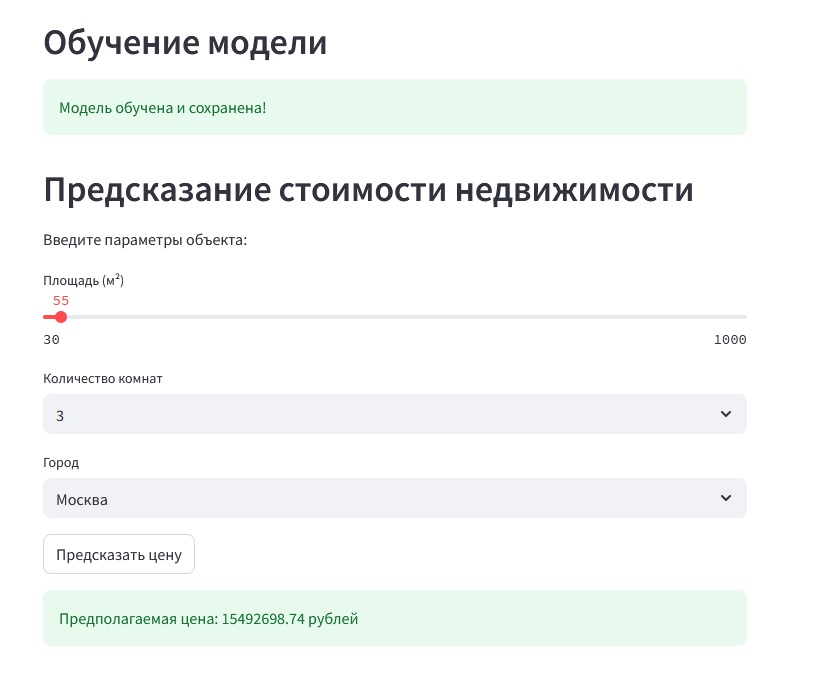 Обучение модели
Модель обучена и сохранена!
Предсказание стоимости недвижимости
Введите параметры объекта:
Площадь (м²)
55
30 1000
Количество комнат
3
Город
Москва
Предсказать цену
Предполагаемая цена: 15492698.74 рублей